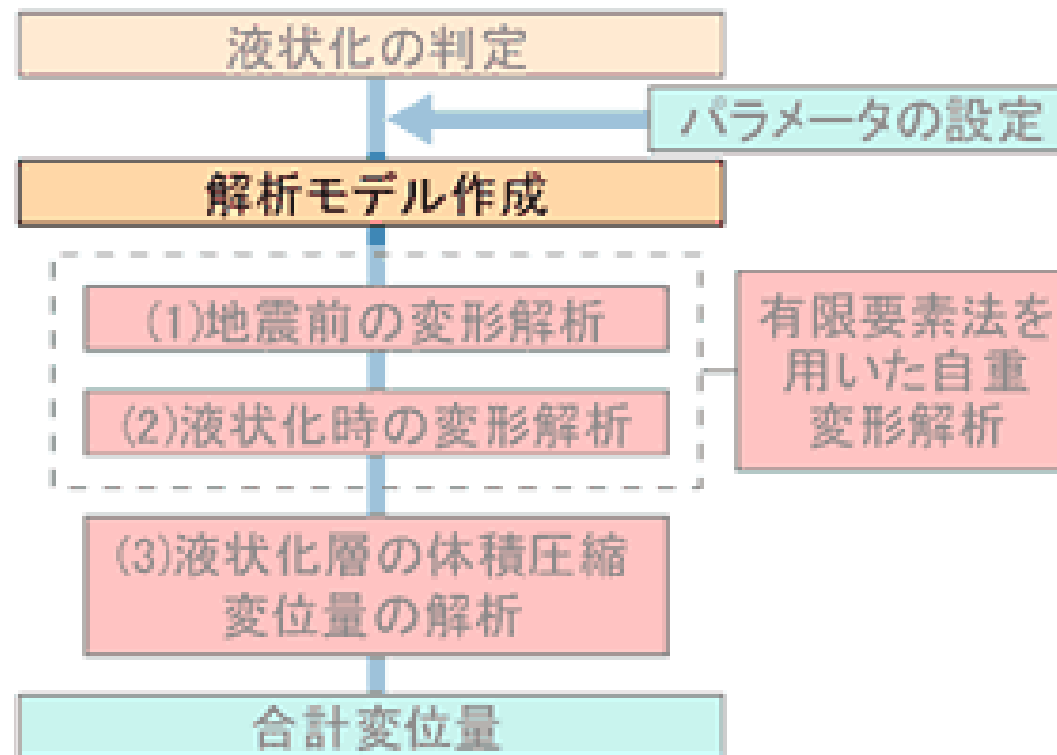 液状化の判定
パラメータの設定
解析モデル作成
(1)地震前の変形解析
(2)液状化時の変形解析
有限要素法を
用いた自重
変形解析
(3)液状化層の体積圧縮
変位量の解析
合計変位量